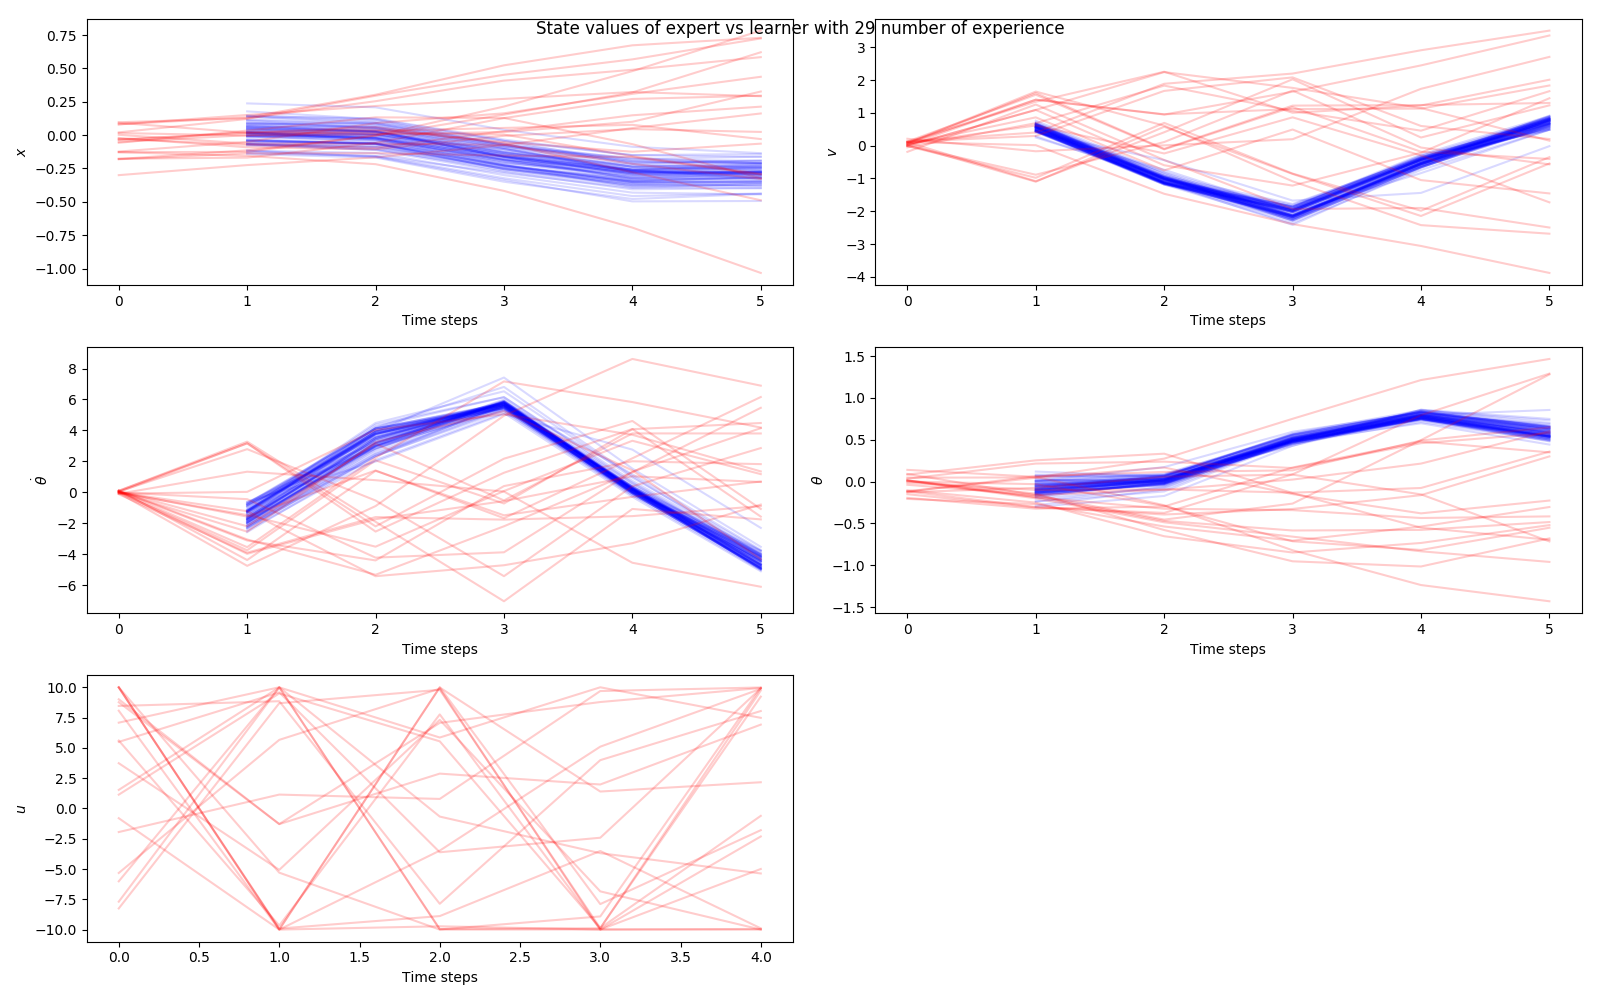 State values of expert vs learner with 29 number of experience
0.75
0.50
0.25
0.00
−0.25
−0.50
−0.75
−1.00
x
0 1 2 3 4 5
Time steps
3
2
1
0
−1
−2
−3
−4
v
0 1 2 3 4 5
Time steps
8
6
4
2
0
−2
−4
−6
θ̇
0 1 2 3 4 5
Time steps
1.5
1.0
0.5
0.0
−0.5
−1.0
−1.5
θ
0 1 2 3 4 5
Time steps
10.0
7.5
5.0
2.5
0.0
−2.5
−5.0
−7.5
−10.0
u
0.0 0.5 1.0 1.5 2.0 2.5 3.0 3.5 4.0
Time steps